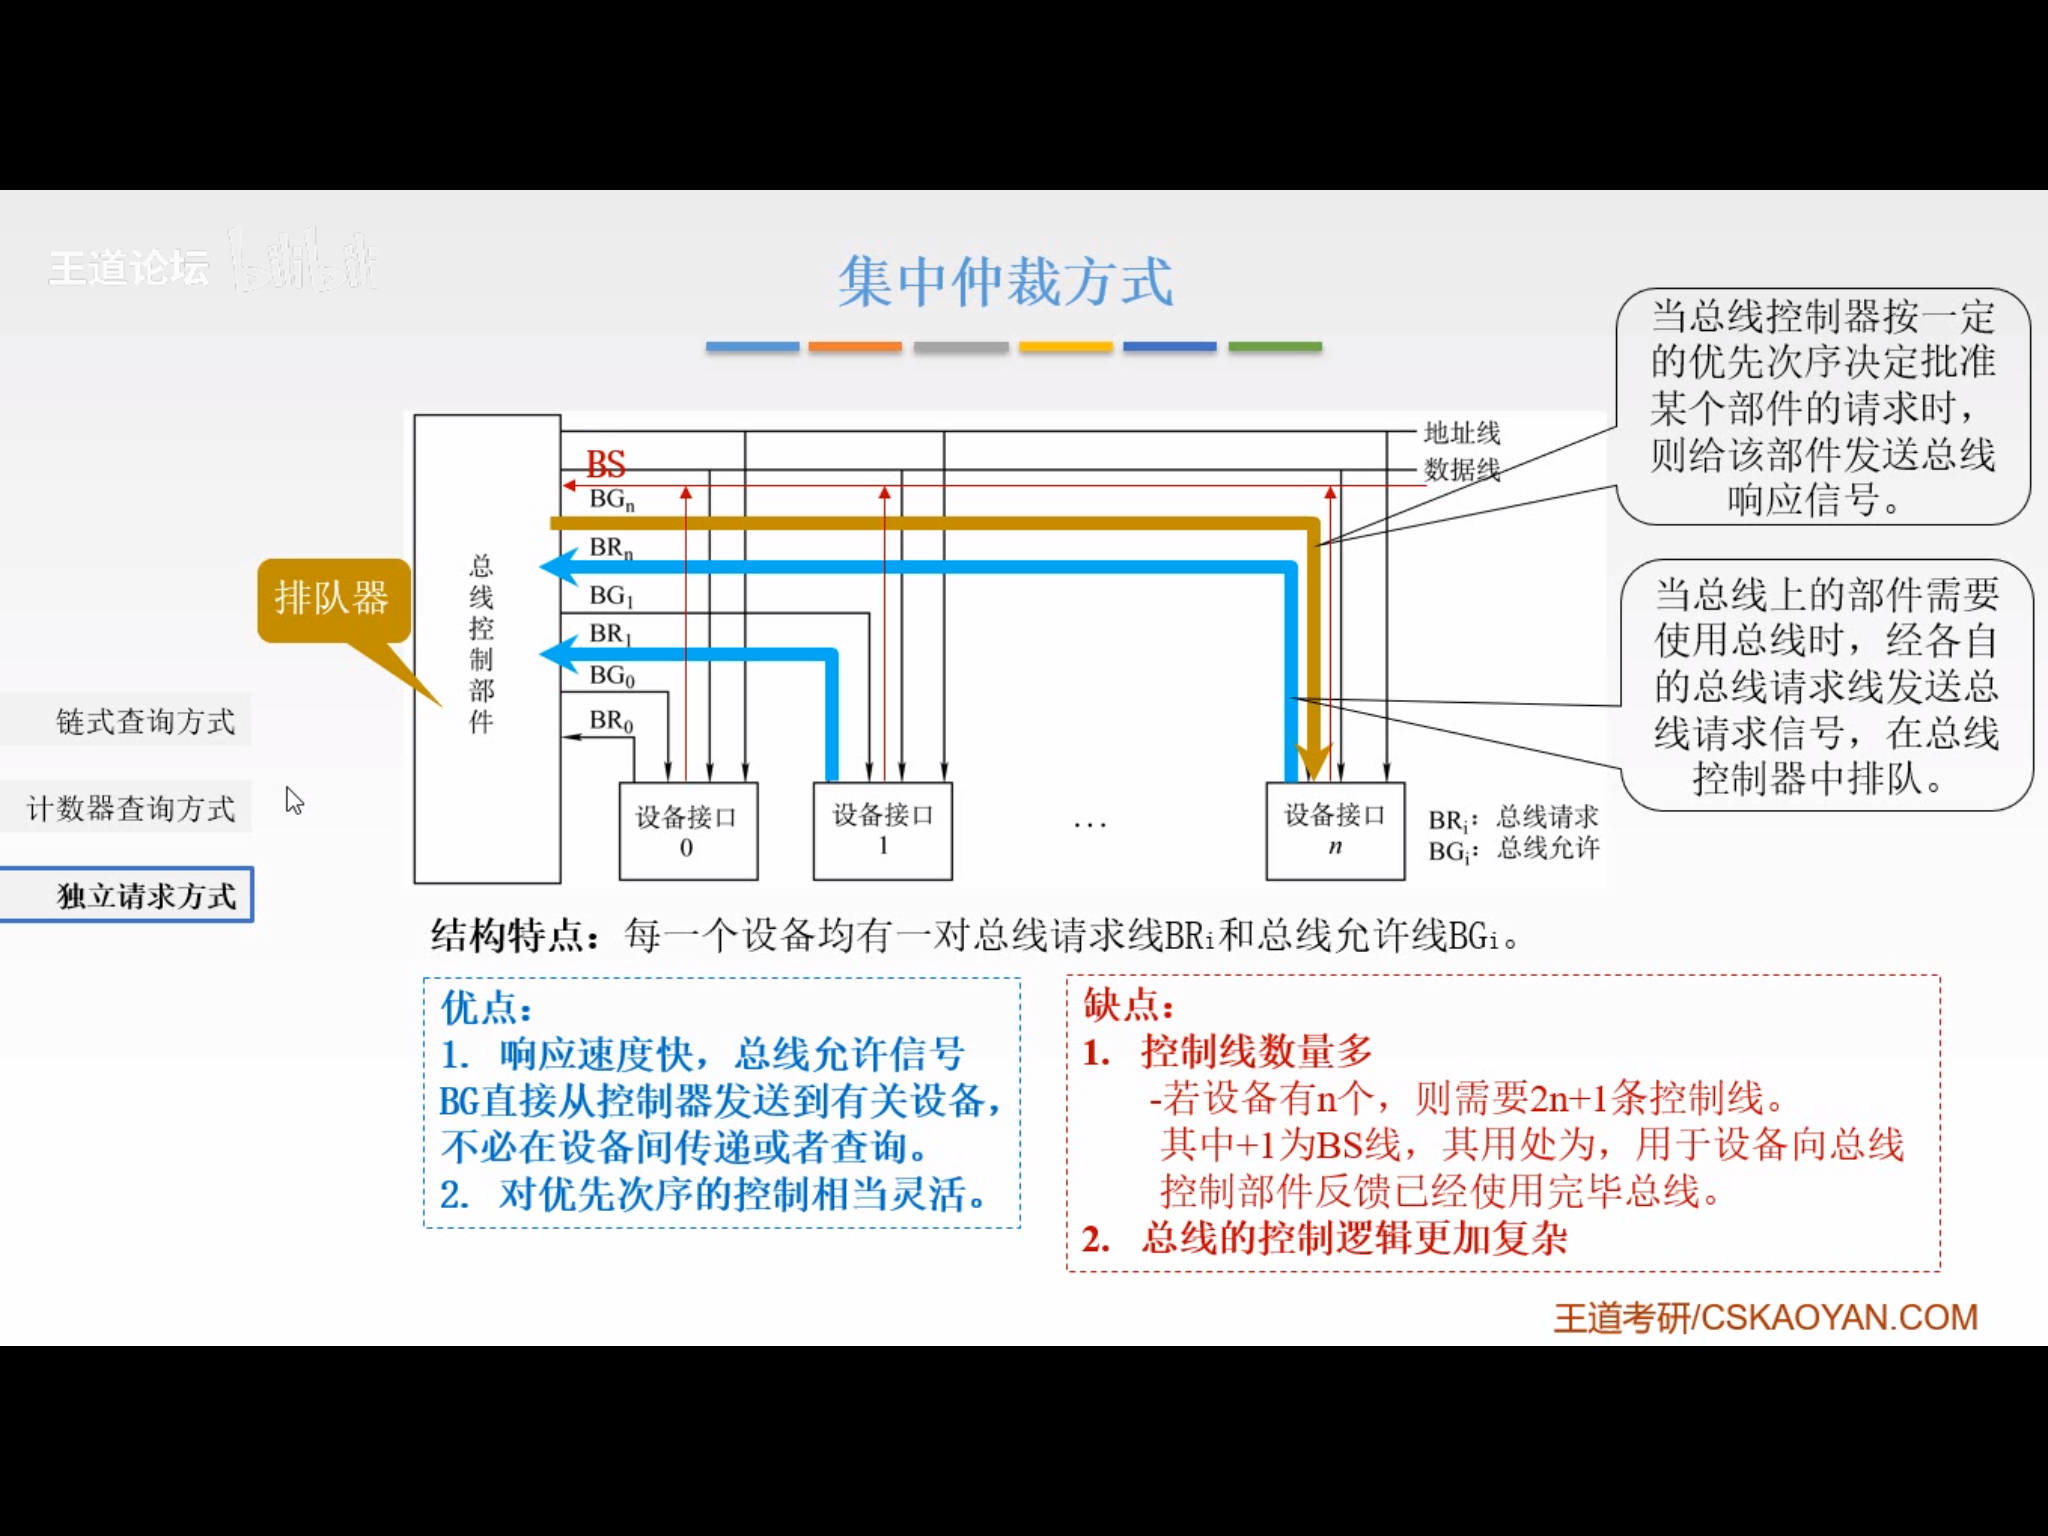 王道论坛 bilibili
集中仲裁方式
当总线控制器按一定
的优先次序决定批准
某个部件的请求时，
则给该部件发送总线
响应信号。
地址线
数据线
BS
BGn
BRn
BG1
BR1
BG0
BR0
总线控制部件
排队器
当总线上的部件需要
使用总线时，经各自
的总线请求线发送总
线请求信号，在总线
控制器中排队。
链式查询方式
计数器查询方式
独立请求方式
设备接口
0
设备接口
1
...
设备接口
n
BRi：总线请求
BGi：总线允许
结构特点：每一个设备均有一对总线请求线BRi和总线允许线BGi。
优点：
1. 响应速度快，总线允许信号
BG直接从控制器发送到有关设备，
不必在设备间传递或者查询。
2. 对优先次序的控制相当灵活。
缺点：
1. 控制线数量多
-若设备有n个，则需要2n+1条控制线。
其中+1为BS线，其用处为，用于设备向总线
控制部件反馈已经使用完毕总线。
2. 总线的控制逻辑更加复杂
王道考研/CSKAOYAN.COM